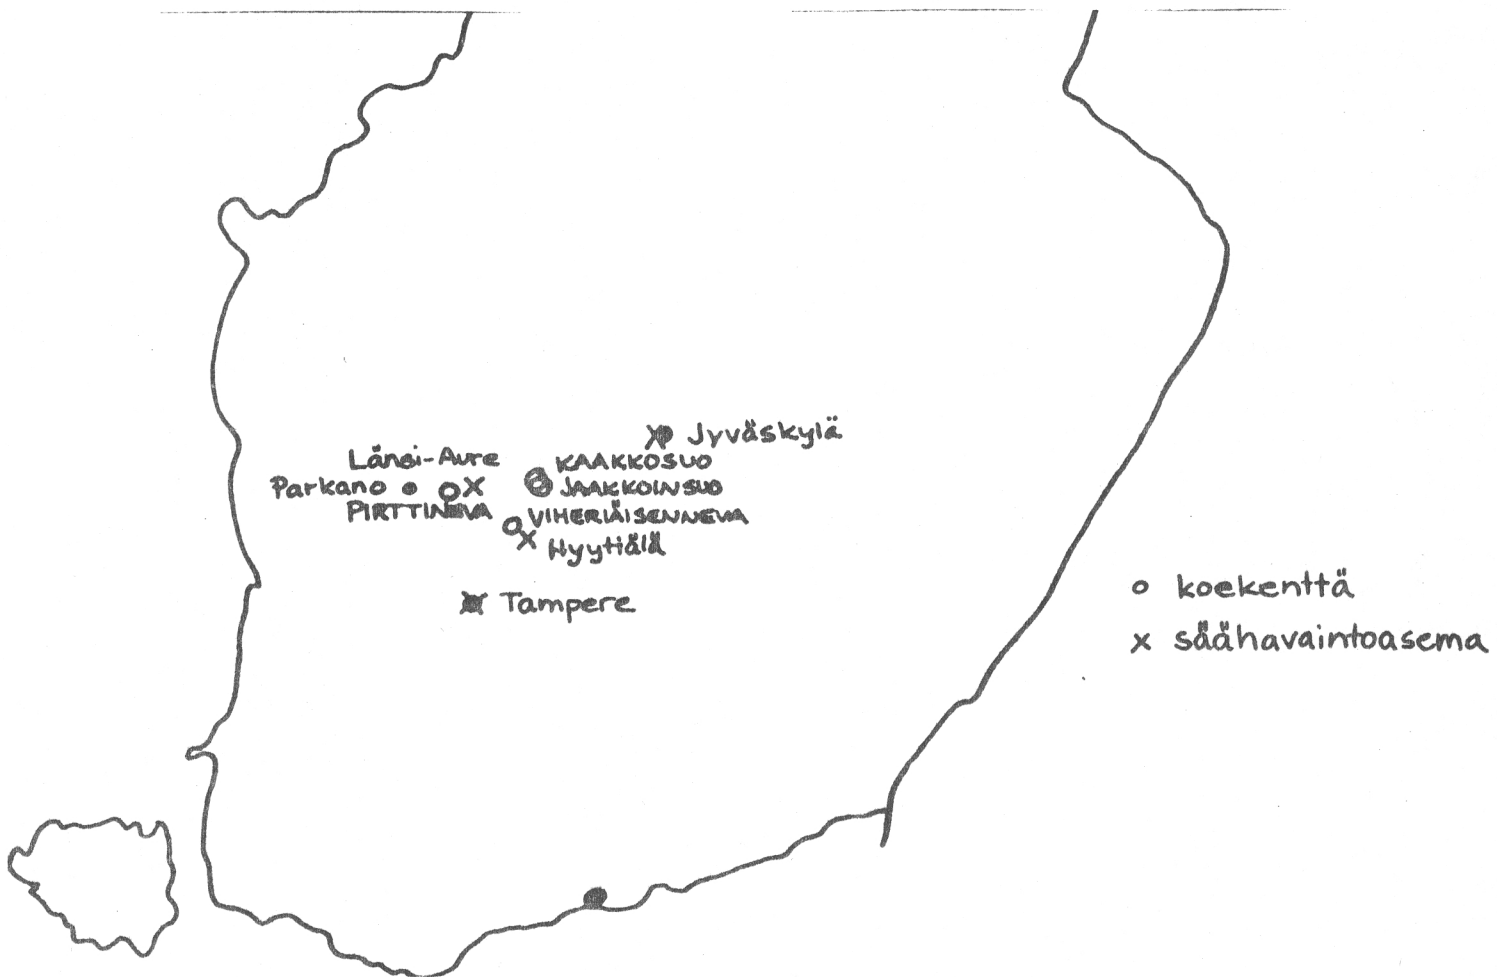 Jyväskylä
Länsi-Aure
KAAKKOSUO
Parkano
JAAKKOINSUO
PIRTTINEVA
VIHERIÄISENNEVA
Hyytiälä
Tampere
o koekenttä
x säähavaintoasema